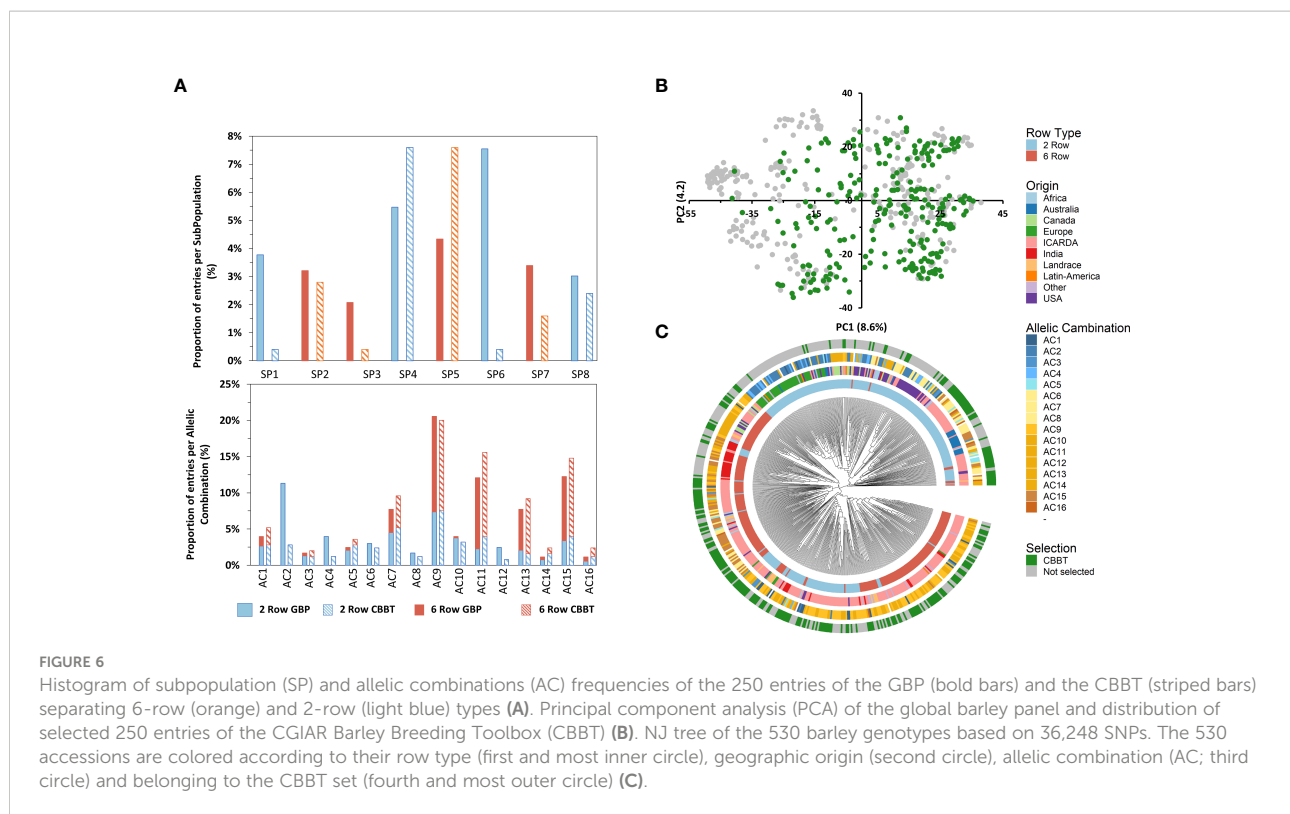 A
Proportion of entries per SubPopulation
(%)
8%
7%
6%
5%
4%
3%
2%
1%
0%
SP1 SP2 SP3 SP4 SP5 SP6 SP7 SP8
Proportion of entries per Allelic
Combination (%)
25%
20%
15%
10%
5%
0%
AC1 AC2 AC3 AC4 AC5 AC6 AC7 AC8 AC9 AC10 AC11 AC12 AC13 AC14 AC15 AC16
2 Row GBP 2 Row CBBT 6 Row GBP 6 Row CBBT
B
PC2 (4.2)
40
20
-0
-20
-40
-55 -35 -15 5 25 45
PC1 (8.6%)
C
Row Type
2 Row
6 Row
Origin
Africa
Australia
Canada
Europe
ICARDA
India
Landrace
Latin-America
Other
USA
Allelic Combination
AC1
AC2
AC3
AC4
AC5
AC6
AC7
AC8
AC9
AC10
AC11
AC12
AC13
AC14
AC15
AC16
-
Selection
CBBT
Not selected
FIGURE 6
Histogram of subpopulation (SP) and allelic combinations (AC) frequencies of the 250 entries of the GBP (bold bars) and the CBBT (striped bars)
separating 6-row (orange) and 2-row (light blue) types (A). Principal component analysis (PCA) of the global barley panel and distribution of
selected 250 entries of the CGIAR Barley Breeding Toolbox (CBBT) (B). NJ tree of the 530 barley genotypes based on 36,248 SNPs. The 530
accessions are colored according to their row type (first and most inner circle), geographic origin (second circle), allelic combination (AC; third
circle) and belonging to the CBBT set (fourth and most outer circle) (C).